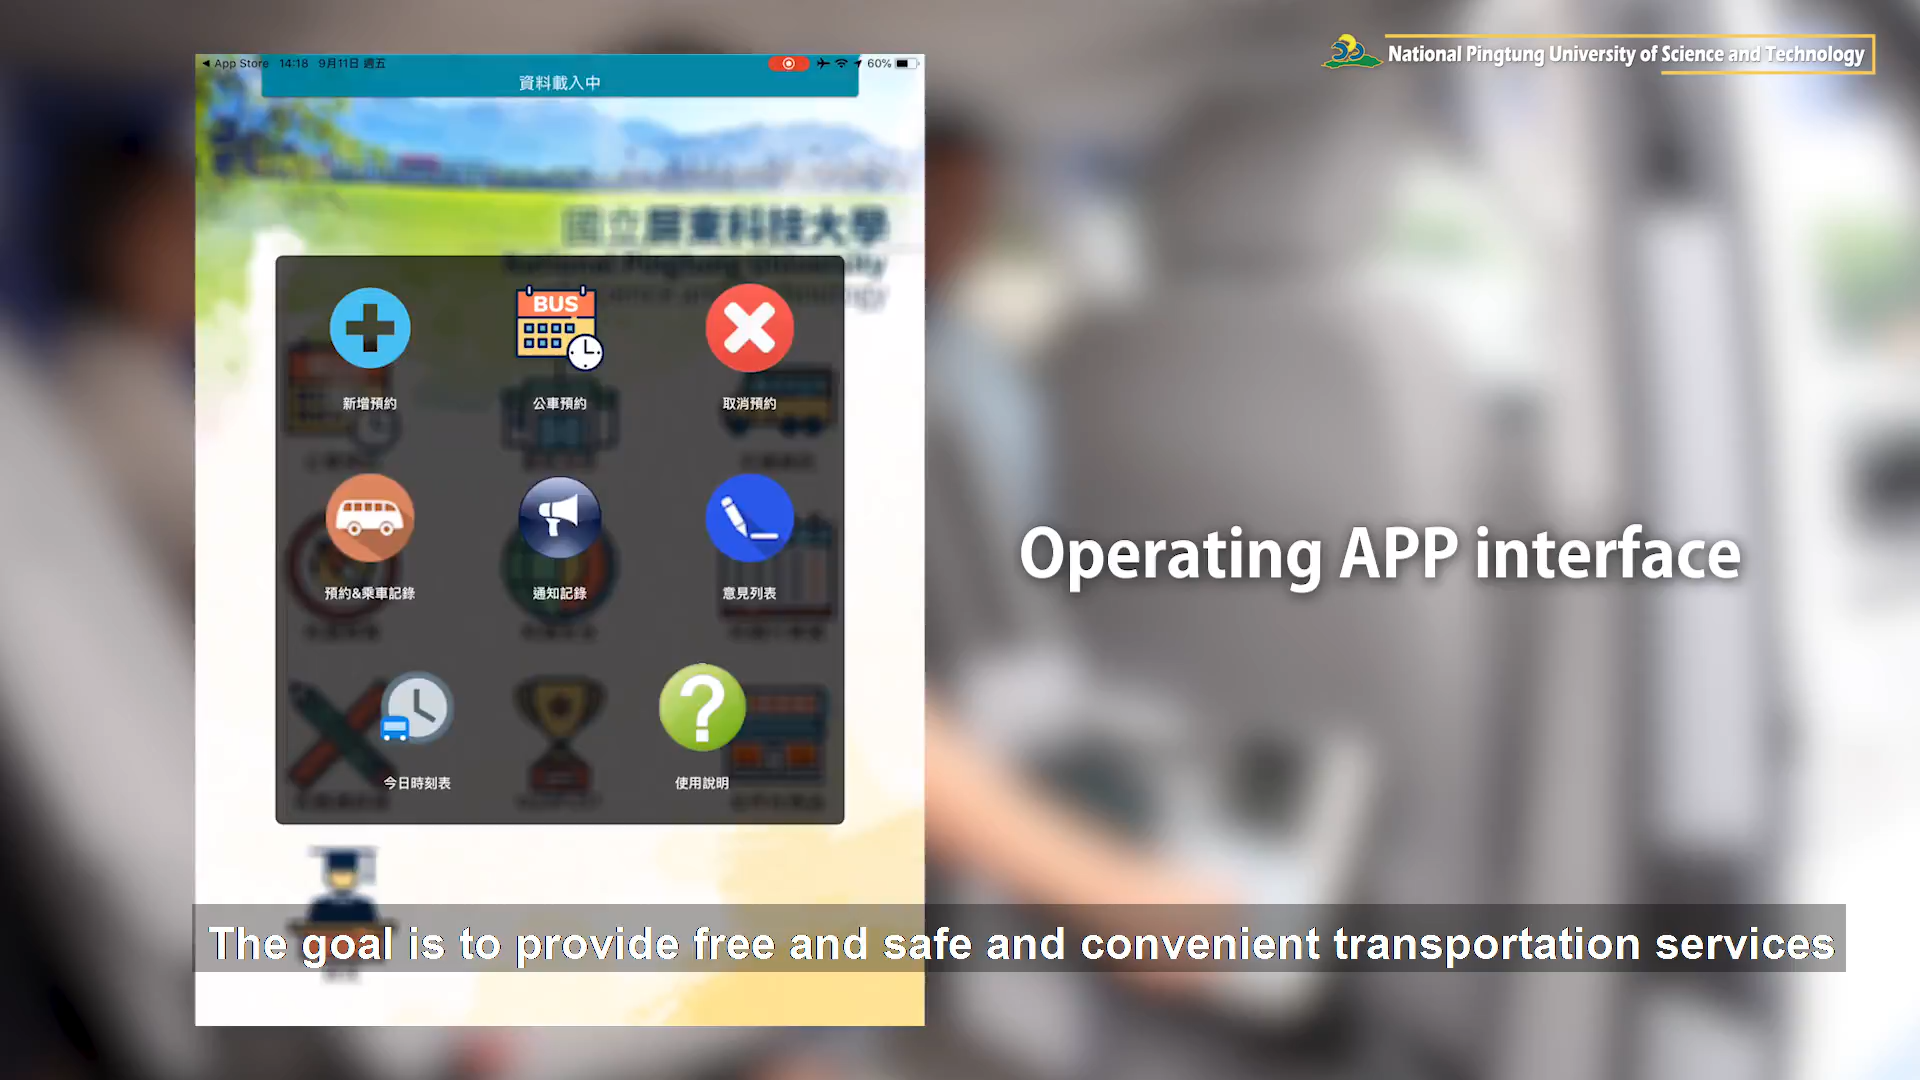 National Pingtung University of Science and Technology
App Store 14:18 9月11日 週五 60%
資料載入中
國立屏東科技大學
National Pingtung University
BUS
新增預約 公車預約 取消預約
預約&乘車記錄 通知記錄 意見列表
今日時刻表 使用說明
Operating APP interface
The goal is to provide free and safe and convenient transportation services